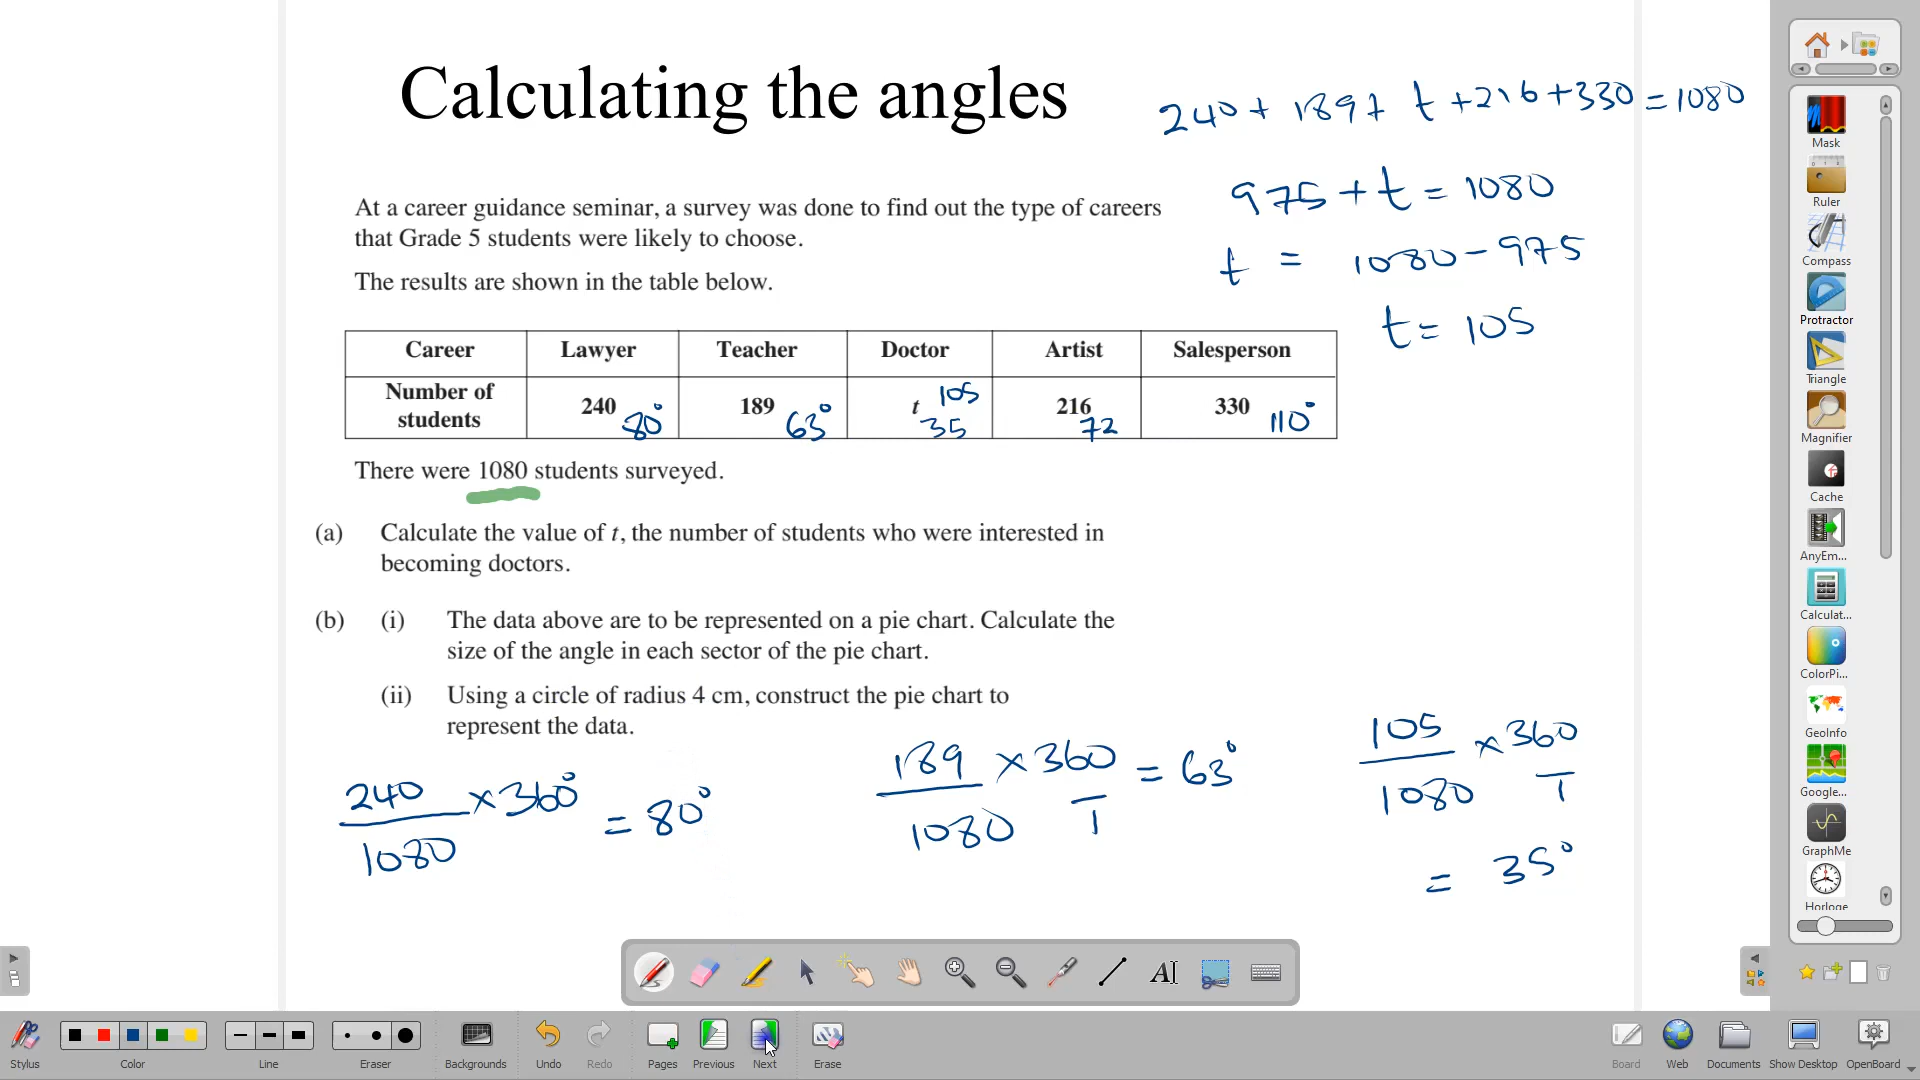 Calculating the angles
240 + 189 + t + 216 + 330 = 1080
975 + t = 1080
t = 1080 - 975
t = 105
At a career guidance seminar, a survey was done to find out the type of careers
that Grade 5 students were likely to choose.
The results are shown in the table below.
Career Lawyer Teacher Doctor Artist Salesperson
Number of students 240 80° 189 63° t 105 35 216 72 330 110°
There were 1080 students surveyed.
(a) Calculate the value of t, the number of students who were interested in
becoming doctors.
(b) (i) The data above are to be represented on a pie chart. Calculate the
size of the angle in each sector of the pie chart.
(ii) Using a circle of radius 4 cm, construct the pie chart to
represent the data.
240/1080 × 360° = 80°
189/1080 × 360/1 = 63°
105/1080 × 360/1
= 35°
Mask
Ruler
Compass
Protractor
Triangle
Magnifier
Cache
AnyEm...
Calculat...
ColorPi...
GeoInfo
Google...
GraphMe
Horloge
Stylus Color Line Eraser Backgrounds Undo Redo Pages Previous Next Erase Board Web Documents Show Desktop OpenBoard